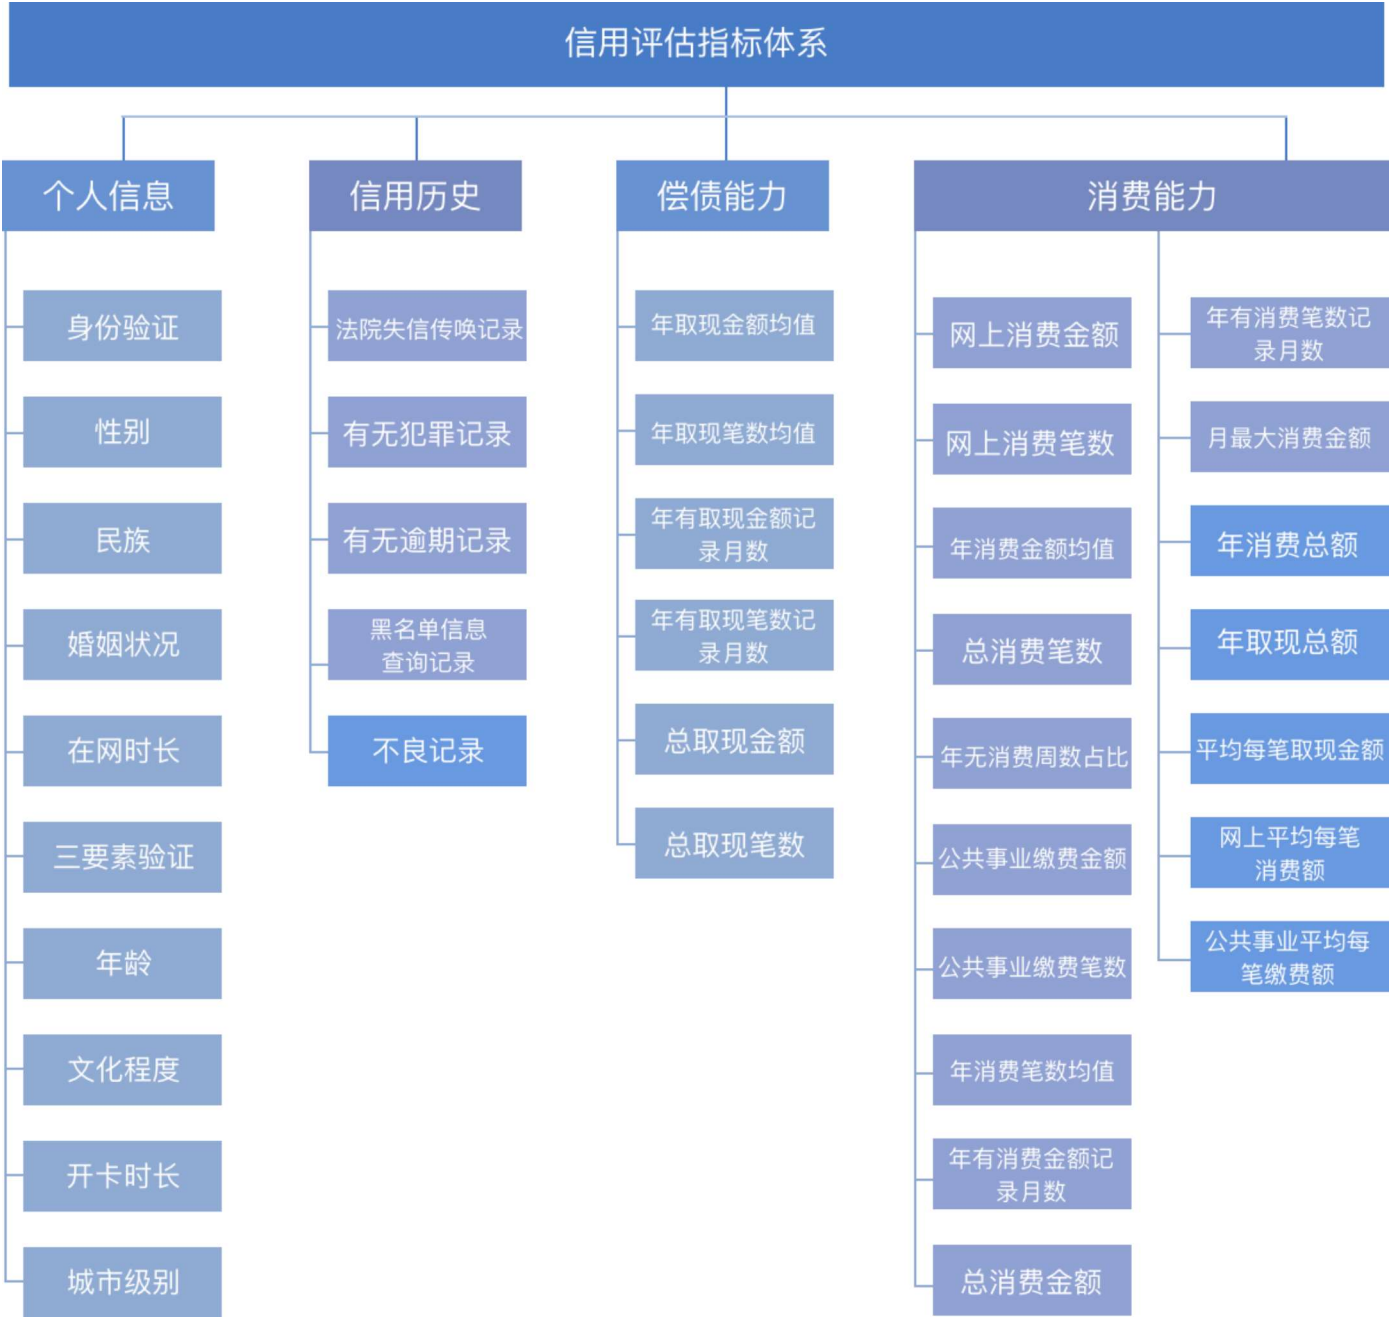 信用评估指标体系
个人信息
身份验证
性别
民族
婚姻状况
在网时长
三要素验证
年龄
文化程度
开卡时长
城市级别
信用历史
法院失信传唤记录
有无犯罪记录
有无逾期记录
黑名单信息
查询记录
不良记录
偿债能力
年取现金额均值
年取现笔数均值
年有取现金额记
录月数
年有取现笔数记
录月数
总取现金额
总取现笔数
消费能力
网上消费金额
网上消费笔数
年消费金额均值
总消费笔数
年无消费周数占比
公共事业缴费金额
公共事业缴费笔数
年消费笔数均值
年有消费金额记
录月数
总消费金额
年有消费笔数记
录月数
月最大消费金额
年消费总额
年取现总额
平均每笔取现金额
网上平均每笔
消费额
公共事业平均每
笔缴费额